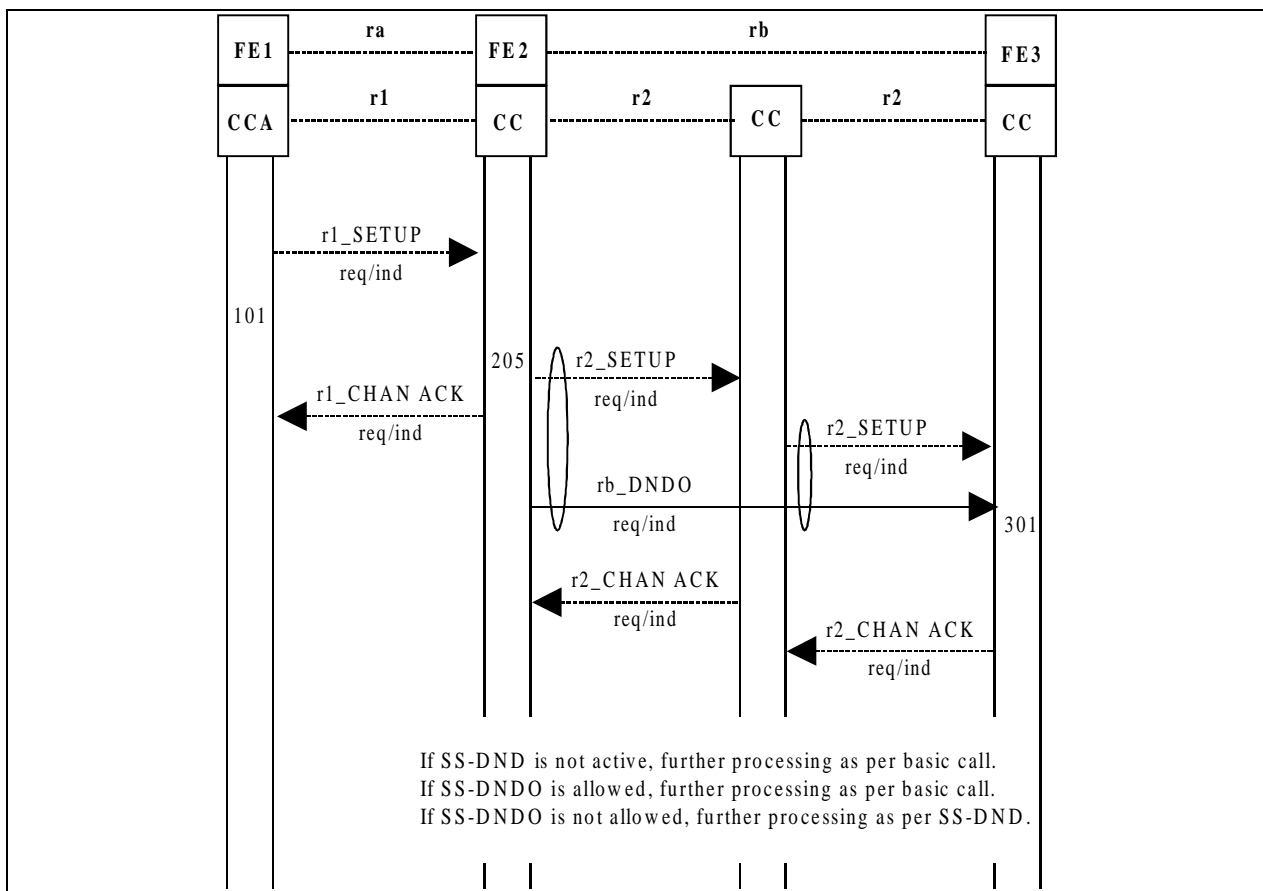 ra
rb
FE1
FE2
FE3
r1
r2
r2
CCA
CC
CC
CC
r1_SETUP
req/ind
101
205
r2_SETUP
req/ind
r1_CHAN ACK
req/ind
r2_SETUP
req/ind
rb_DNDO
req/ind
301
r2_CHAN ACK
req/ind
r2_CHAN ACK
req/ind
If SS-DND is not active, further processing as per basic call.
If SS-DNDO is allowed, further processing as per basic call.
If SS-DNDO is not allowed, further processing as per SS-DND.